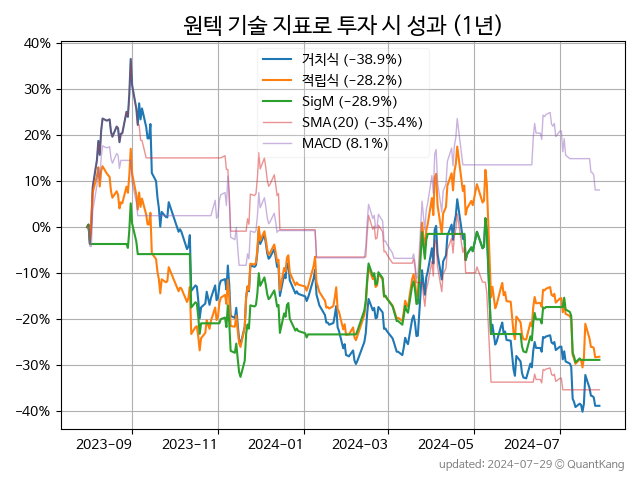 원텍 기술 지표로 투자 시 성과 (1년)
거치식 (−38.9%)
적립식 (−28.2%)
SigM (−28.9%)
SMA(20) (−35.4%)
MACD (8.1%)
40%
30%
20%
10%
0%
−10%
−20%
−30%
−40%
2023-09 2023-11 2024-01 2024-03 2024-05 2024-07
updated: 2024-07-29 © QuantKang